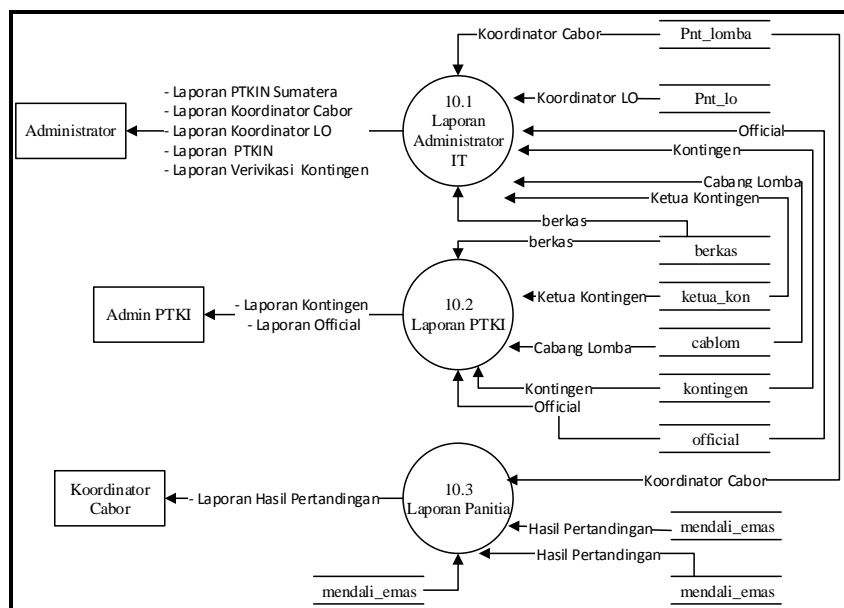 Koordinator Cabor
Pnt_lomba
- Laporan PTKIN Sumatera
- Laporan Koordinator Cabor
- Laporan Koordinator LO
- Laporan PTKIN
- Laporan Verivikasi Kontingen
Administrator
10.1
Laporan
Administrator
IT
Koordinator LO
Pnt_lo
Official
Kontingen
Cabang Lomba
Ketua Kontingen
berkas
berkas
berkas
Admin PTKI
- Laporan Kontingen
- Laporan Official
10.2
Laporan PTKI
Ketua Kontingen
ketua_kon
Cabang Lomba
cablom
Kontingen
kontingen
Official
official
Koordinator
Cabor
- Laporan Hasil Pertandingan
10.3
Laporan Panitia
Koordinator Cabor
Hasil Pertandingan
mendali_emas
Hasil Pertandingan
mendali_emas
mendali_emas